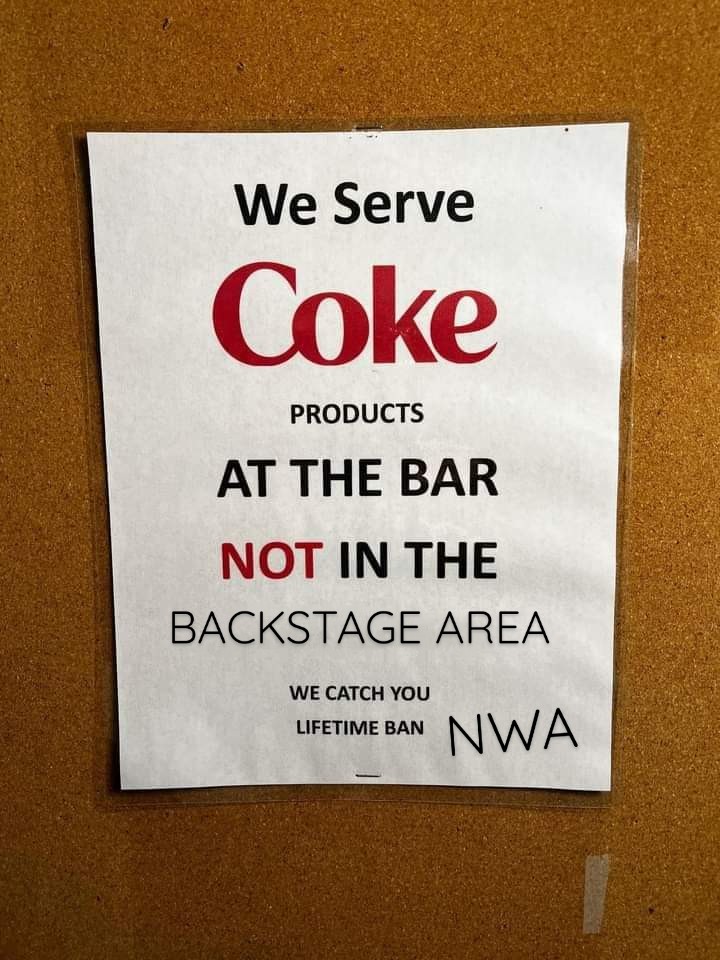 We Serve
Coke
PRODUCTS
AT THE BAR
NOT IN THE
BACKSTAGE AREA
WE CATCH YOU
LIFETIME BAN NWA